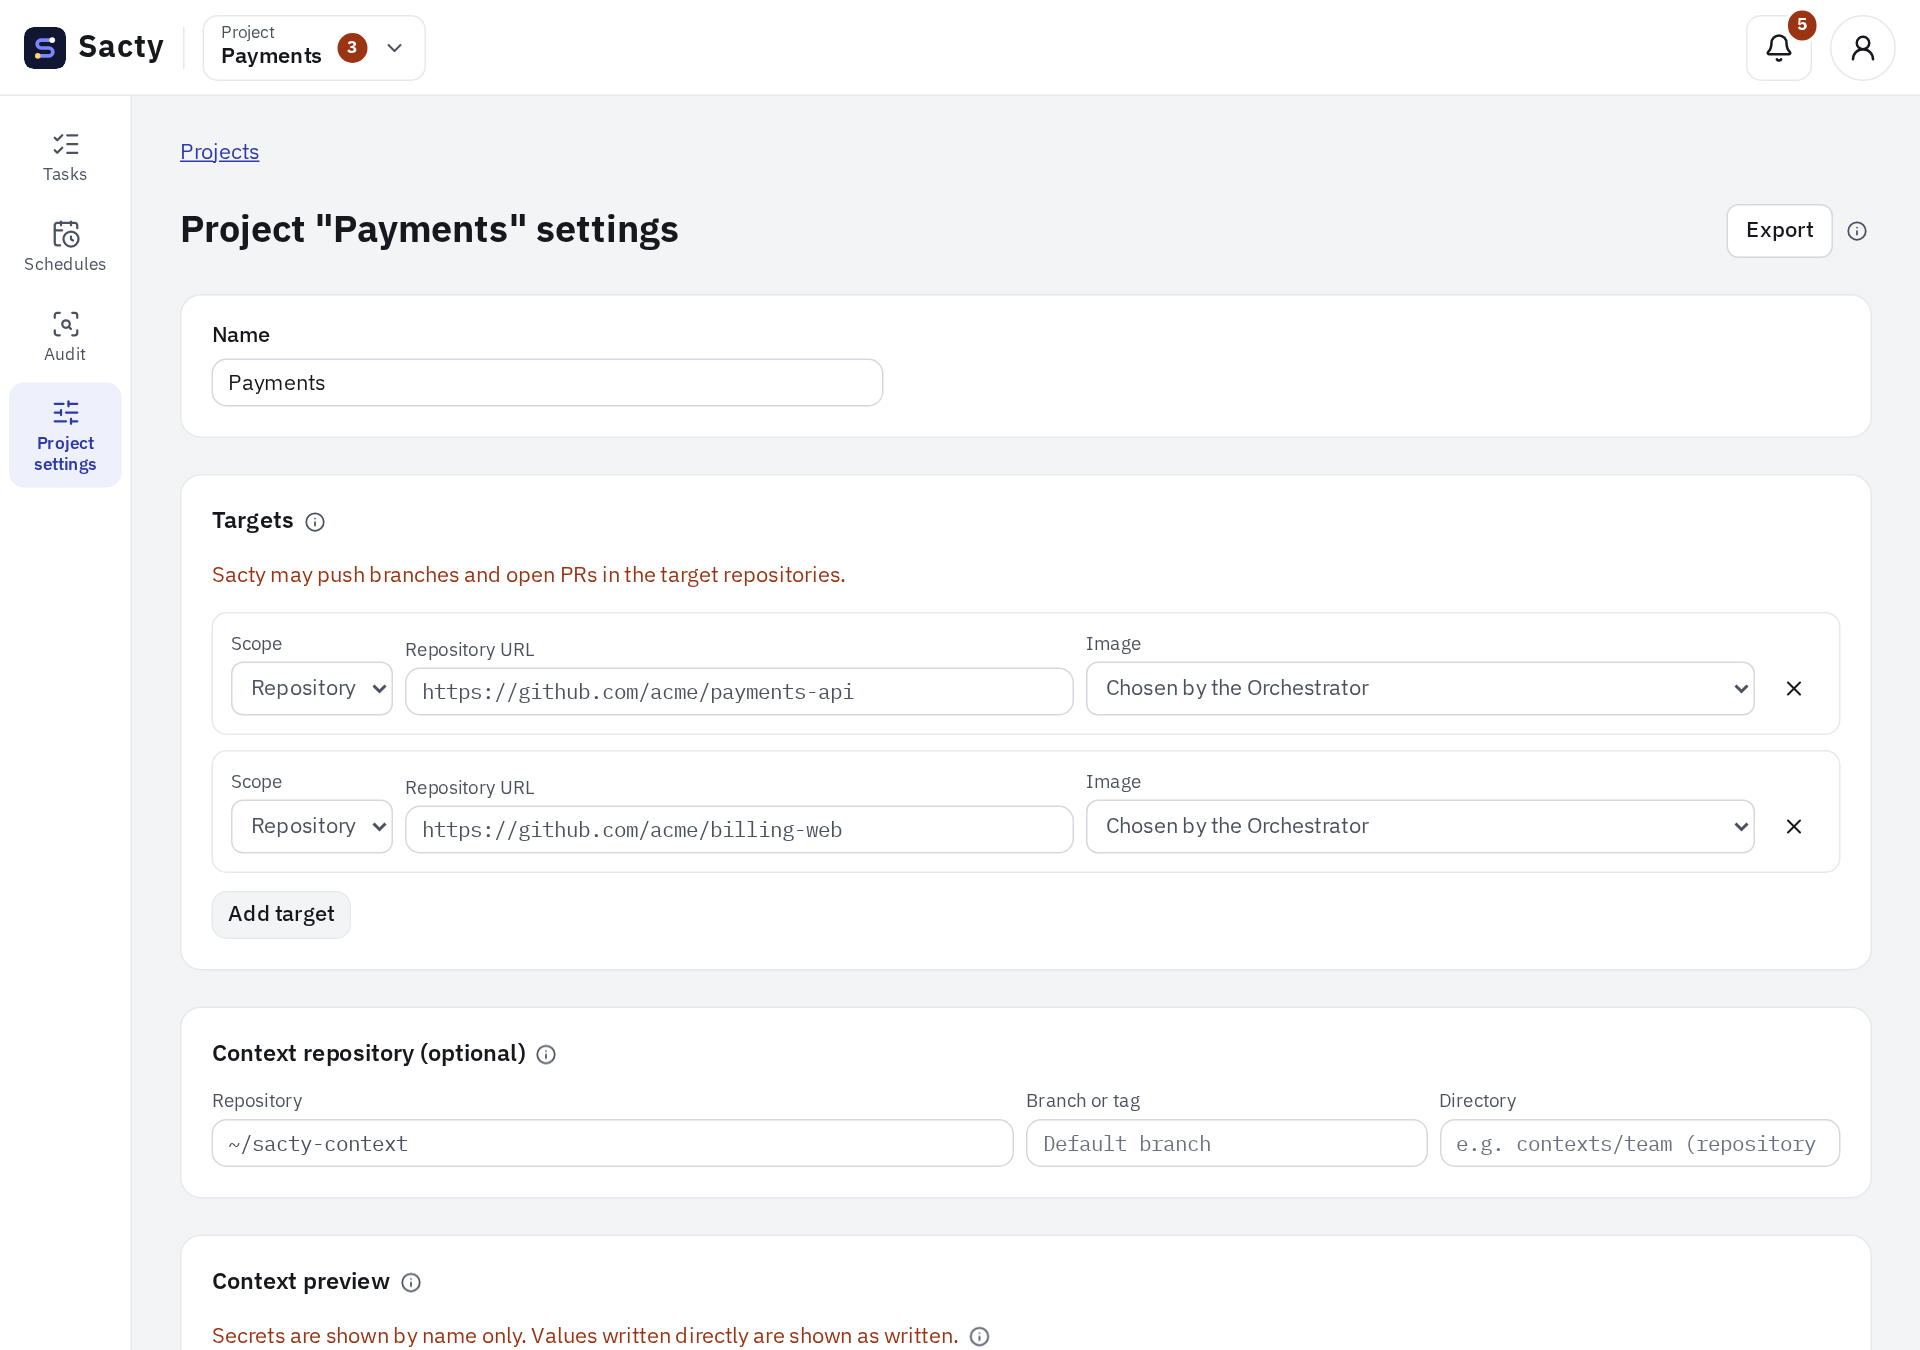 Sacty
Project
Payments
3
5
Tasks
Schedules
Audit
Project
settings
Projects
Project "Payments" settings
Export
Name
Payments
Targets
Sacty may push branches and open PRs in the target repositories.
Scope
Repository URL
Image
Repository
https://github.com/acme/payments-api
Chosen by the Orchestrator
Scope
Repository URL
Image
Repository
https://github.com/acme/billing-web
Chosen by the Orchestrator
Add target
Context repository (optional)
Repository
Branch or tag
Directory
~/sacty-context
Default branch
e.g. contexts/team (repository
Context preview
Secrets are shown by name only. Values written directly are shown as written.